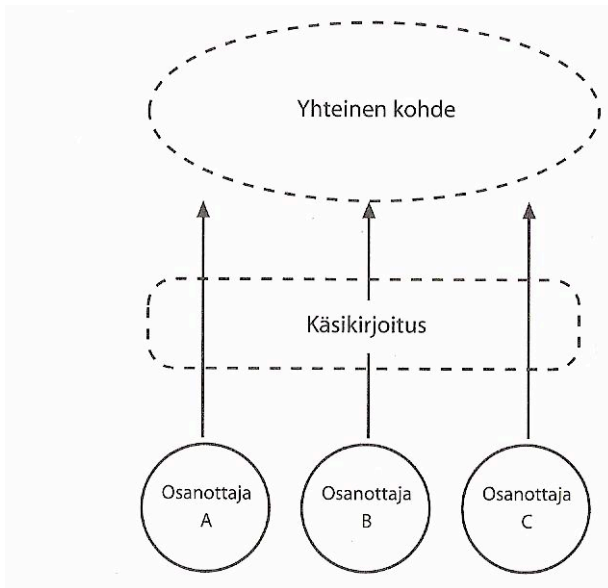 Yhteinen kohde
Käsikirjoitus
Osanottaja
A
Osanottaja
B
Osanottaja
C